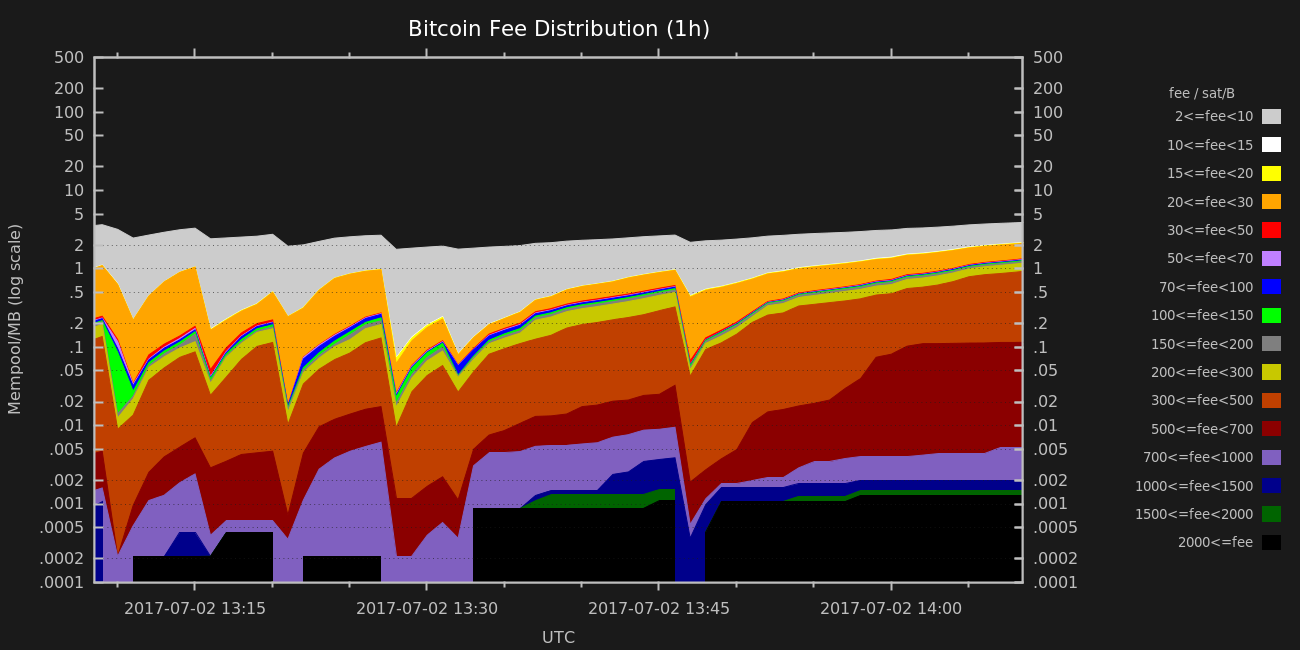 Bitcoin Fee Distribution (1h)
Mempool/MB (log scale)
500
200
100
50
20
10
5
2
1
.5
.2
.1
.05
.02
.01
.005
.002
.001
.0005
.0002
.0001
500
200
100
50
20
10
5
2
1
.5
.2
.1
.05
.02
.01
.005
.002
.001
.0005
.0002
.0001
2017-07-02 13:15
2017-07-02 13:30
2017-07-02 13:45
2017-07-02 14:00
UTC
fee / sat/B
2<=fee<10
10<=fee<15
15<=fee<20
20<=fee<30
30<=fee<50
50<=fee<70
70<=fee<100
100<=fee<150
150<=fee<200
200<=fee<300
300<=fee<500
500<=fee<700
700<=fee<1000
1000<=fee<1500
1500<=fee<2000
2000<=fee